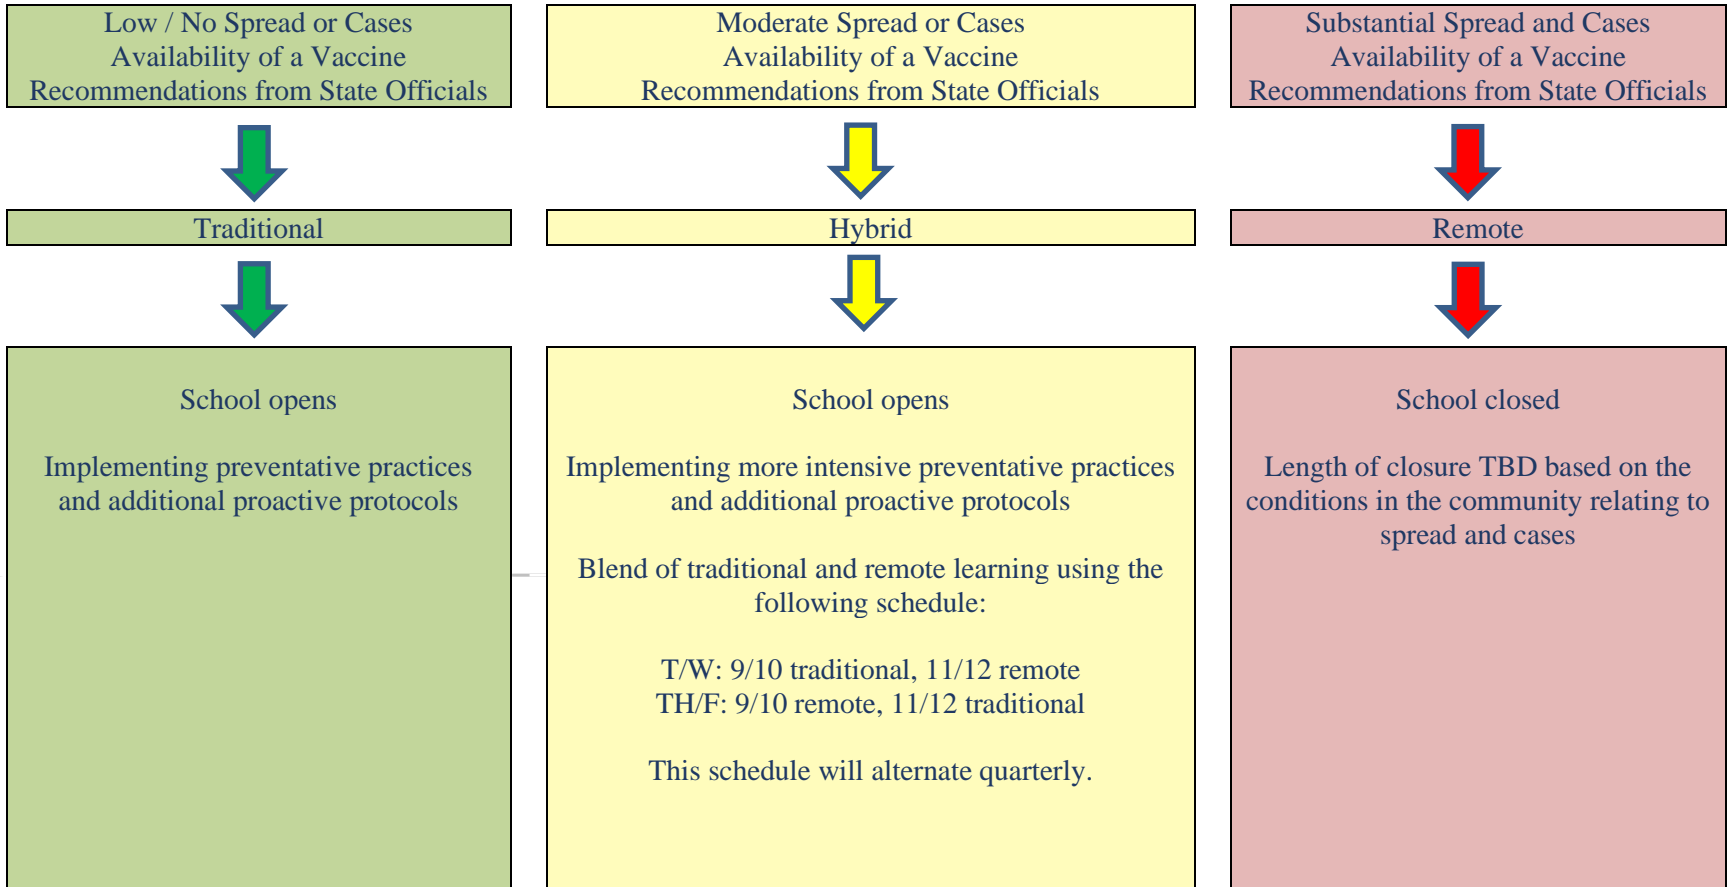 Low / No Spread or Cases
Availability of a Vaccine
Recommendations from State Officials
Moderate Spread or Cases
Availability of a Vaccine
Recommendations from State Officials
Substantial Spread and Cases
Availability of a Vaccine
Recommendations from State Officials
Traditional
Hybrid
Remote
School opens
Implementing preventative practices
and additional proactive protocols
School opens
Implementing more intensive preventative practices
and additional proactive protocols
Blend of traditional and remote learning using the
following schedule:
T/W: 9/10 traditional, 11/12 remote
TH/F: 9/10 remote, 11/12 traditional
This schedule will alternate quarterly.
School closed
Length of closure TBD based on the
conditions in the community relating to
spread and cases